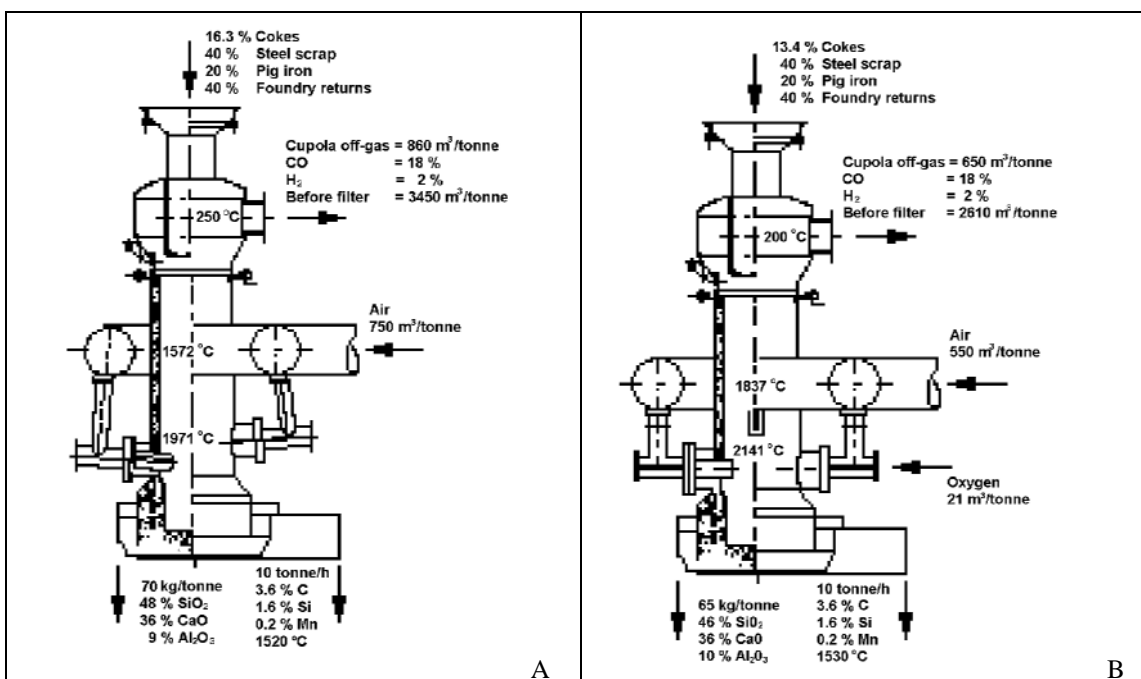 16.3 % Cokes
40 % Steel scrap
20 % Pig iron
40 % Foundry returns
Cupola off-gas = 860 m³/tonne
CO = 18 %
H₂ = 2 %
Before filter = 3450 m³/tonne
250 °C
Air
750 m³/tonne
1572 °C
1971 °C
70 kg/tonne
48 % SiO₂
36 % CaO
9 % Al₂O₃
10 tonne/h
3.6 % C
1.6 % Si
0.2 % Mn
1520 °C
A
13.4 % Cokes
40 % Steel scrap
20 % Pig iron
40 % Foundry returns
Cupola off-gas = 650 m³/tonne
CO = 18 %
H₂ = 2 %
Before filter = 2610 m³/tonne
200 °C
Air
550 m³/tonne
1837 °C
2141 °C
Oxygen
21 m³/tonne
65 kg/tonne
46 % Si0₂
36 % Ca0
10 % Al₂0₃
10 tonne/h
3.6 % C
1.6 % Si
0.2 % Mn
1530 °C
B